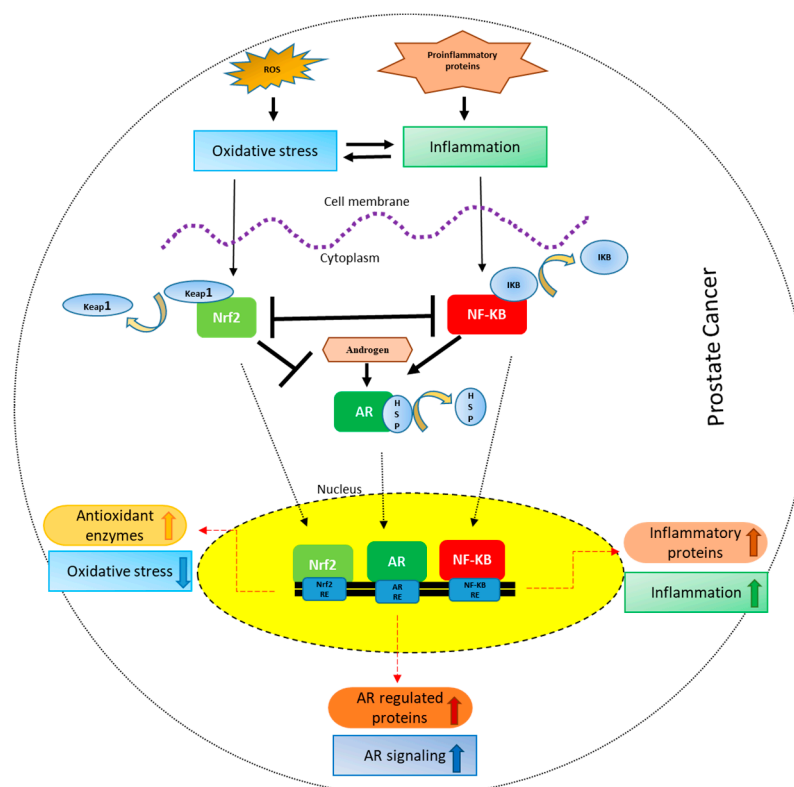 ROS
Proinflammatory
proteins
Oxidative stress
Inflammation
Cell membrane
Cytoplasm
Keap1
Keap1
Nrf2
IKB
IKB
NF-KB
Androgen
AR
H
S
P
H
S
P
Prostate Cancer
Nucleus
Antioxidant
enzymes
Oxidative stress
Nrf2
AR
NF-KB
Nrf2
RE
AR
RE
NF-KB
RE
Inflammatory
proteins
Inflammation
AR regulated
proteins
AR signaling